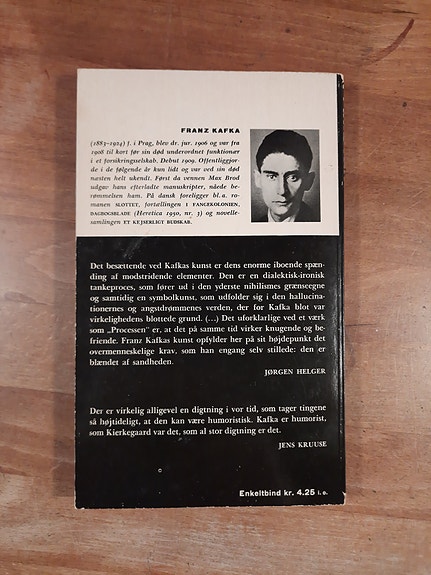 FRANZ KAFKA
(1883-1924) f. i Prag, blev dr. jur. 1906 og var fra
1908 til kort før sin død underordnet funktionær
i et forsikringsselskab. Debut 1909. Offentliggjor-
de i de følgende år kun lidt og var ved sin død
næsten helt ukendt. Først da vennen Max Brod
udgav hans efterladte manuskripter, nåede be-
rømmelsen ham. På dansk foreligger bl.a. ro-
manen SLOTTET, fortællingen I FANGEKOLONIEN,
DAGBOGSBLADE (Heretica 1950, nr. 3) og novelle-
samlingen ET KEJSERLIGT BUDSKAB.
Det besættende ved Kafkas kunst er dens enorme iboende spæn-
ding af modstridende elementer. Den er en dialektisk-ironisk
tankeproces, som fører ud i den yderste nihilismes grænseegne
og samtidig en symbolkunst, som udfolder sig i den hallucina-
tionernes og angstdrømmenes verden, der for Kafka blot var
virkelighedens blottede grund. (...) Det uforklarlige ved et værk
som „Processen" er, at det på samme tid virker knugende og be-
friende. Franz Kafkas kunst opfylder her på sit højdepunkt det
overmenneskelige krav, som han engang selv stillede: den er
blændet af sandheden.
JØRGEN HELGER
Der er virkelig alligevel en digtning i vor tid, som tager tingene
så højtideligt, at den kan være humoristisk. Kafka er humorist,
som Kierkegaard var det, som al stor digtning er det.
JENS KRUUSE
Enkeltbind kr. 4.25 i. o.